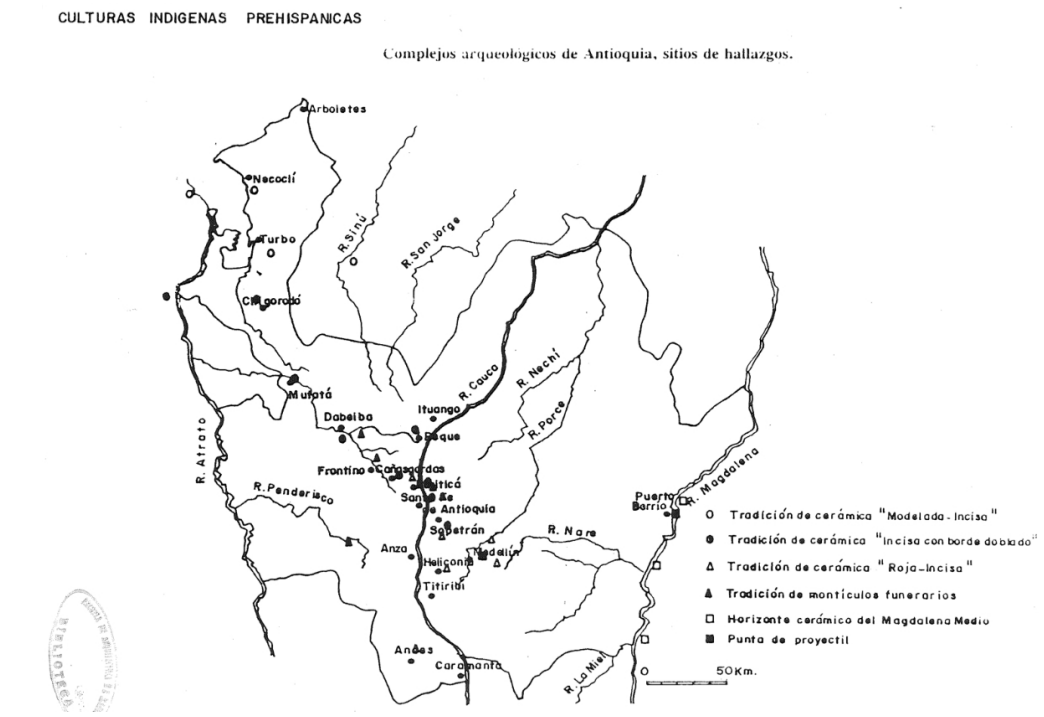 CULTURAS INDIGENAS PREHISPANICAS
Complejos arqueológicos de Antioquia, sitios de hallazgos.
Arboletes
Necoclí
Turbo
R. Sinú
R. San Jorge
Chigorodó
Mutatá
R. Cauca
R. Nechí
R. Porce
Dabeiba
Ituango
Peque
R. Atrato
Frontino
Cañasgordas
Buriticá
Santa Fe
de Antioquia
R. Penderisco
Sopetrán
R. Magdalena
Puerto
Berrío
R. Nare
Anza
Medellín
Heliconia
Titiribí
Andes
Caramanta
R. La Miel
Tradición de cerámica "Modelada-Incisa"
Tradición de cerámica "Incisa con borde doblado"
Tradición de cerámica "Roja-Incisa"
Tradición de montículos funerarios
Horizonte cerámico del Magdalena Medio
Punta de proyectil
0 50 Km.